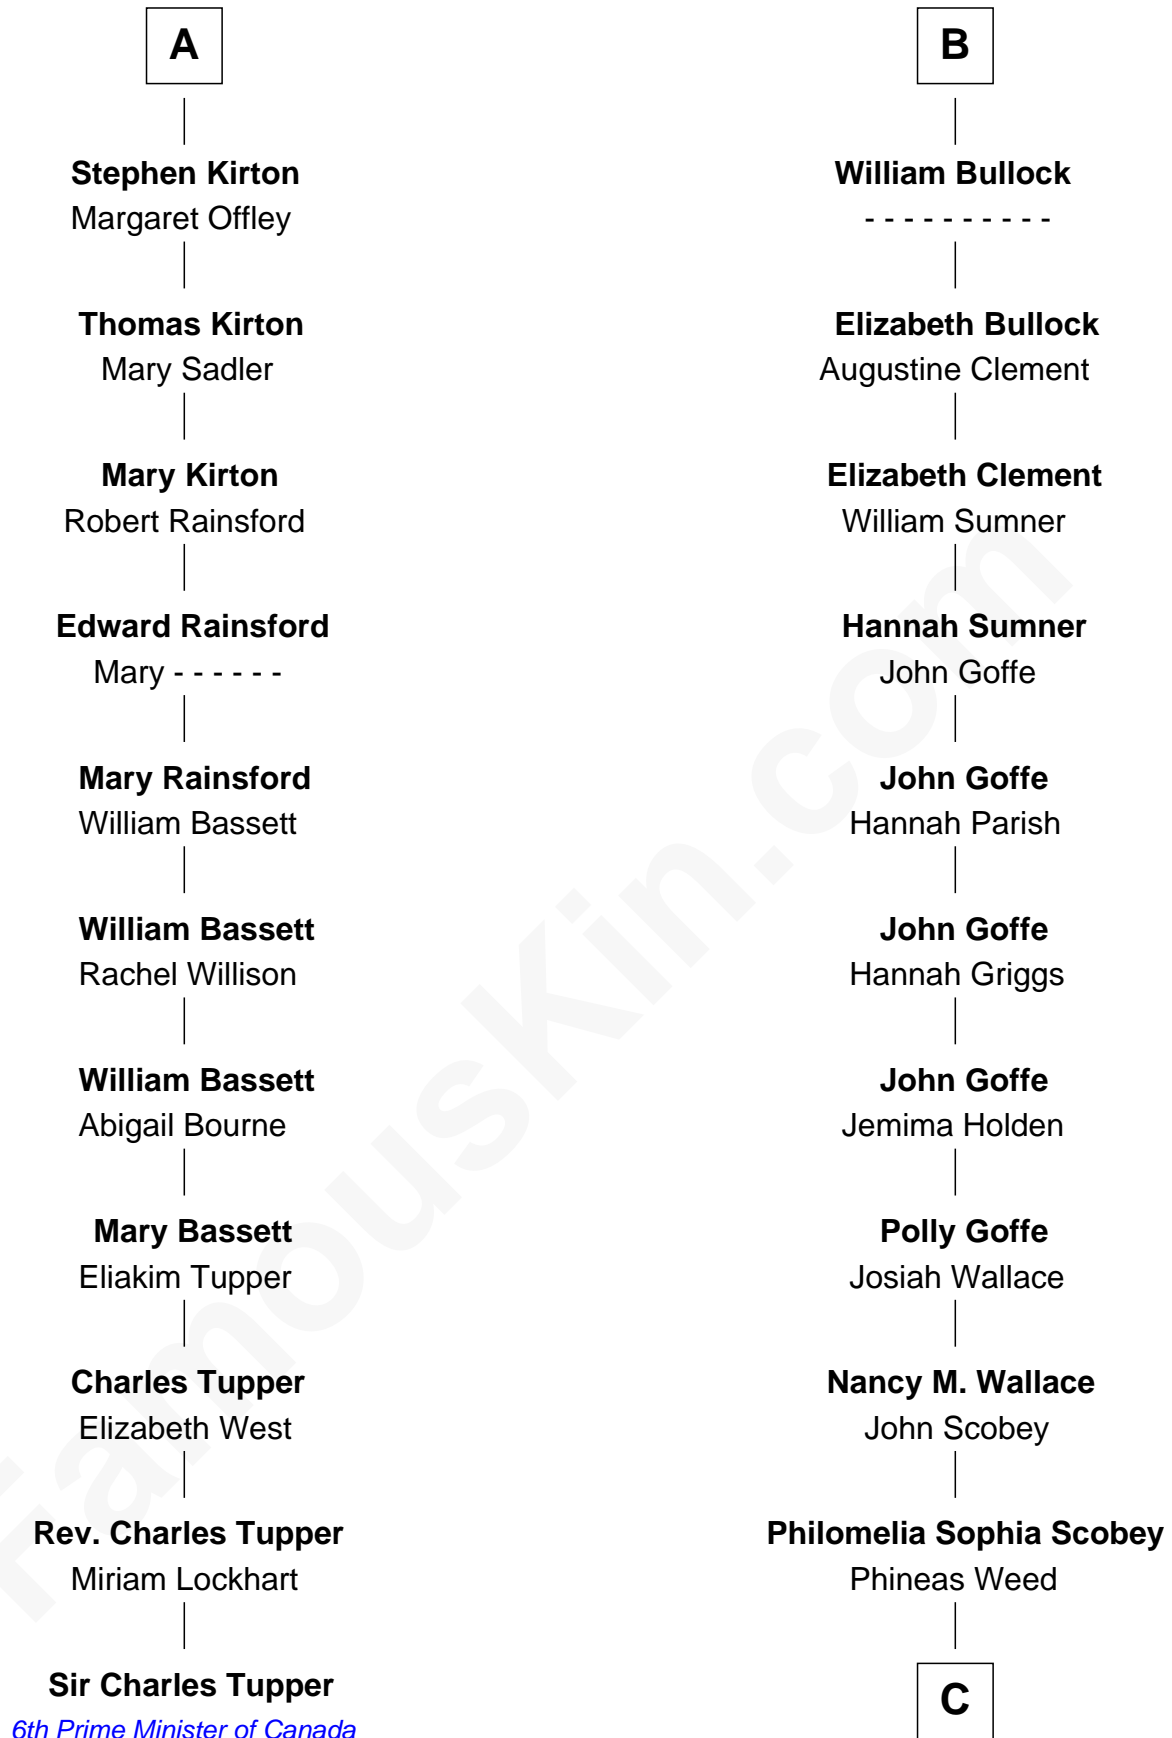 A
Stephen Kirton
Margaret Offley
Thomas Kirton
Mary Sadler
Mary Kirton
Robert Rainsford
Edward Rainsford
Mary - - - - - -
Mary Rainsford
William Bassett
William Bassett
Rachel Willison
William Bassett
Abigail Bourne
Mary Bassett
Eliakim Tupper
Charles Tupper
Elizabeth West
Rev. Charles Tupper
Miriam Lockhart
Sir Charles Tupper
6th Prime Minister of Canada
B
William Bullock
- - - - - - - - - -
Elizabeth Bullock
Augustine Clement
Elizabeth Clement
William Sumner
Hannah Sumner
John Goffe
John Goffe
Hannah Parish
John Goffe
Hannah Griggs
John Goffe
Jemima Holden
Polly Goffe
Josiah Wallace
Nancy M. Wallace
John Scobey
Philomelia Sophia Scobey
Phineas Weed
C
FamousKin.com